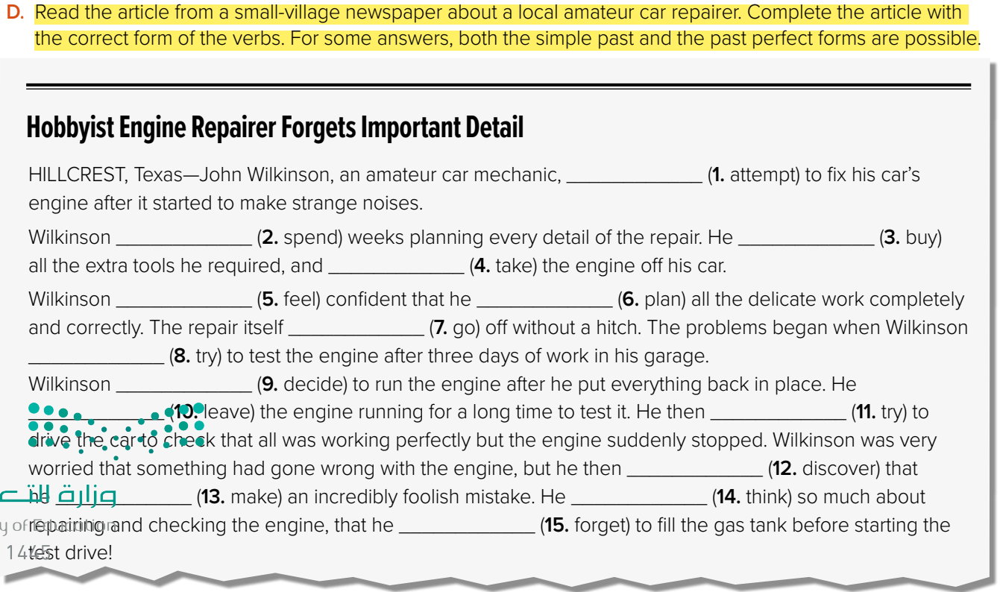 D. Read the article from a small-village newspaper about a local amateur car repairer. Complete the article with
the correct form of the verbs. For some answers, both the simple past and the past perfect forms are possible.
Hobbyist Engine Repairer Forgets Important Detail
HILLCREST, Texas—John Wilkinson, an amateur car mechanic, _____________ (1. attempt) to fix his car’s
engine after it started to make strange noises.
Wilkinson _____________ (2. spend) weeks planning every detail of the repair. He _____________ (3. buy)
all the extra tools he required, and _____________ (4. take) the engine off his car.
Wilkinson _____________ (5. feel) confident that he _____________ (6. plan) all the delicate work completely
and correctly. The repair itself _____________ (7. go) off without a hitch. The problems began when Wilkinson
_____________ (8. try) to test the engine after three days of work in his garage.
Wilkinson _____________ (9. decide) to run the engine after he put everything back in place. He
_____________ (10. leave) the engine running for a long time to test it. He then _____________ (11. try) to
drive the car to check that all was working perfectly but the engine suddenly stopped. Wilkinson was very
worried that something had gone wrong with the engine, but he then _____________ (12. discover) that
he _____________ (13. make) an incredibly foolish mistake. He _____________ (14. think) so much about
repairing and checking the engine, that he _____________ (15. forget) to fill the gas tank before starting the
test drive!
وزارة التع
y of Education
1445